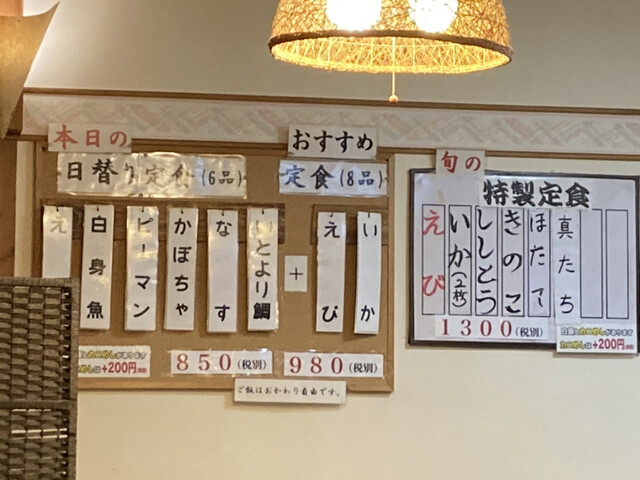 本日の
日替り定食(6品)
おすすめ
定食(8品)
いか
えび
+
いとより鯛
なす
かぼちゃ
ピーマン
白身魚
え
850(税別)
980(税別)
+200円
ご飯はおかわり自由です。
旬の
特製定食
真たち
ほたて
きのこ
ししとう
いか(2枚)
えび
1300(税別)
+200円